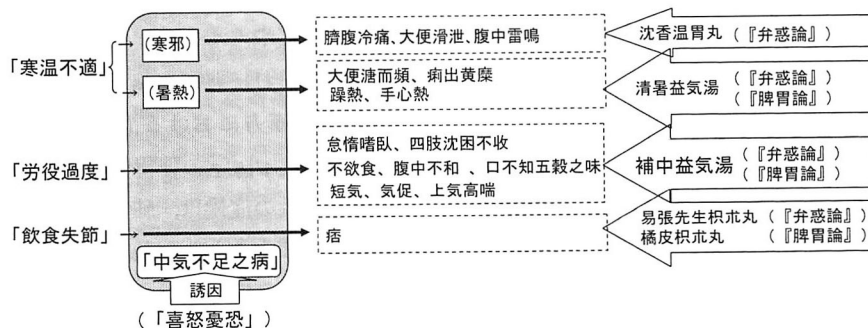 「寒温不適」
(寒邪)
臍腹冷痛、大便滑泄、腹中雷鳴
沈香温胃丸 (『弁惑論』)
(暑熱)
大便溏而頻、痢出黄糜
躁熱、手心熱
清暑益気湯 (『弁惑論』)
(『脾胃論』)
「労役過度」
怠惰嗜臥、四肢沈困不收
不欲食、腹中不和 、口不知五穀之味
短気、気促、上気高喘
補中益気湯 (『弁惑論』)
(『脾胃論』)
「飲食失節」
痞
易張先生枳朮丸 (『弁惑論』)
橘皮枳朮丸 (『脾胃論』)
「中気不足之病」
誘因
(「喜怒憂恐」)